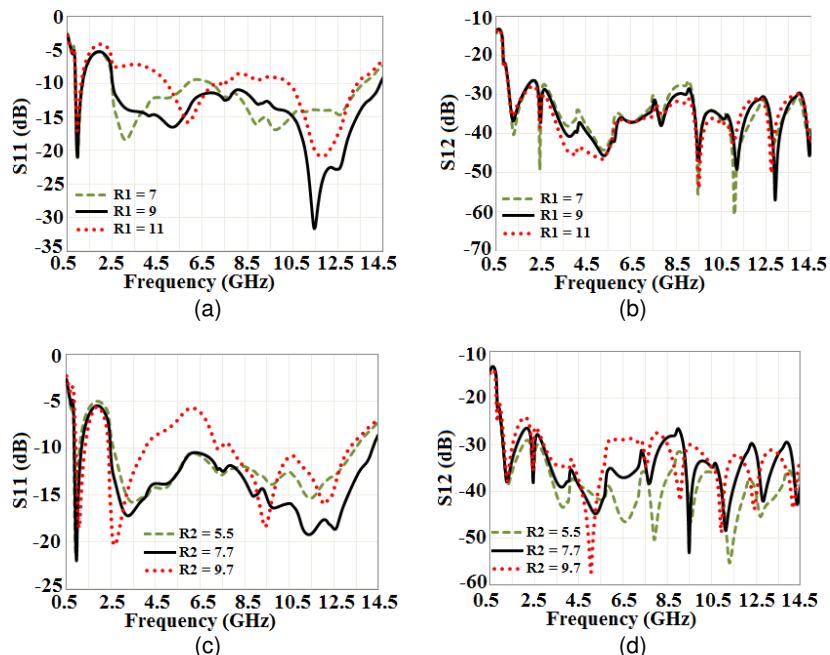 0
-5
-10
-15
-20
-25
-30
-35
S11 (dB)
R1 = 7
R1 = 9
R1 = 11
0.5 2.5 4.5 6.5 8.5 10.5 12.5 14.5
Frequency (GHz)
(a)
-10
-20
-30
-40
-50
-60
-70
S12 (dB)
R1 = 7
R1 = 9
R1 = 11
0.5 2.5 4.5 6.5 8.5 10.5 12.5 14.5
Frequency (GHz)
(b)
0
-5
-10
-15
-20
-25
S11 (dB)
R2 = 5.5
R2 = 7.7
R2 = 9.7
0.5 2.5 4.5 6.5 8.5 10.5 12.5 14.5
Frequency (GHz)
(c)
-10
-20
-30
-40
-50
-60
S12 (dB)
R2 = 5.5
R2 = 7.7
R2 = 9.7
0.5 2.5 4.5 6.5 8.5 10.5 12.5 14.5
Frequency (GHz)
(d)